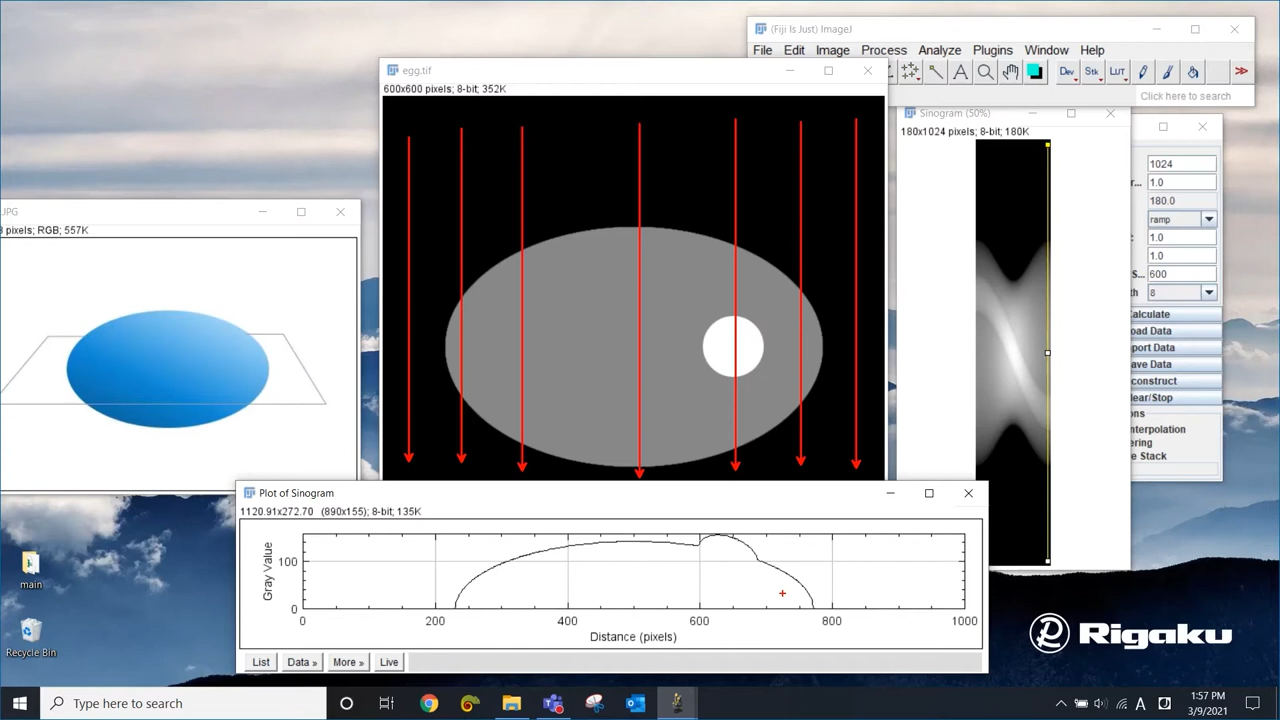 (Fiji Is Just) ImageJ
File Edit Image Process Analyze Plugins Window Help
Dev Stk LUT
Click here to search
egg.tif
600x600 pixels; 8-bit; 352K
Sinogram (50%)
180x1024 pixels; 8-bit; 180K
1024
r... 1.0
180.0
ramp
: 1.0
1.0
S... 600
th 8
Calculate
oad Data
port Data
ave Data
construct
lear/Stop
ons
nterpolation
ering
e Stack
JPG
3 pixels; RGB; 557K
Plot of Sinogram
1120.91x272.70 (890x155); 8-bit; 135K
Gray Value
100
0
0 200 400 600 800 1000
Distance (pixels)
List Data » More » Live
main
Recycle Bin
Rigaku
Type here to search
1:57 PM
3/9/2021